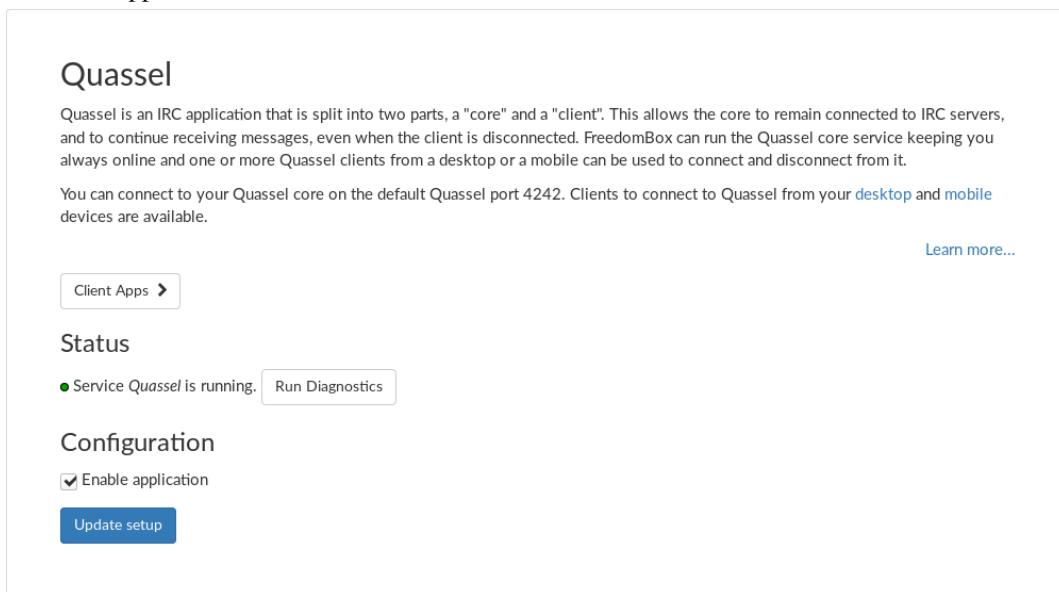 Quassel
Quassel is an IRC application that is split into two parts, a "core" and a "client". This allows the core to remain connected to IRC servers,
and to continue receiving messages, even when the client is disconnected. FreedomBox can run the Quassel core service keeping you
always online and one or more Quassel clients from a desktop or a mobile can be used to connect and disconnect from it.
You can connect to your Quassel core on the default Quassel port 4242. Clients to connect to Quassel from your desktop and mobile
devices are available.
Learn more...
Client Apps
Status
Service Quassel is running. Run Diagnostics
Configuration
Enable application
Update setup